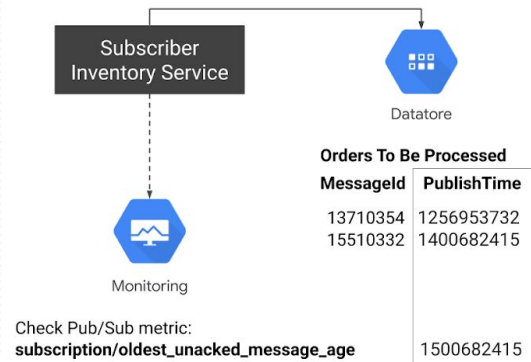 Subscriber
Inventory Service
Datatore
Orders To Be Processed
MessageId PublishTime
13710354 1256953732
15510332 1400682415
Monitoring
Check Pub/Sub metric:
subscription/oldest_unacked_message_age 1500682415